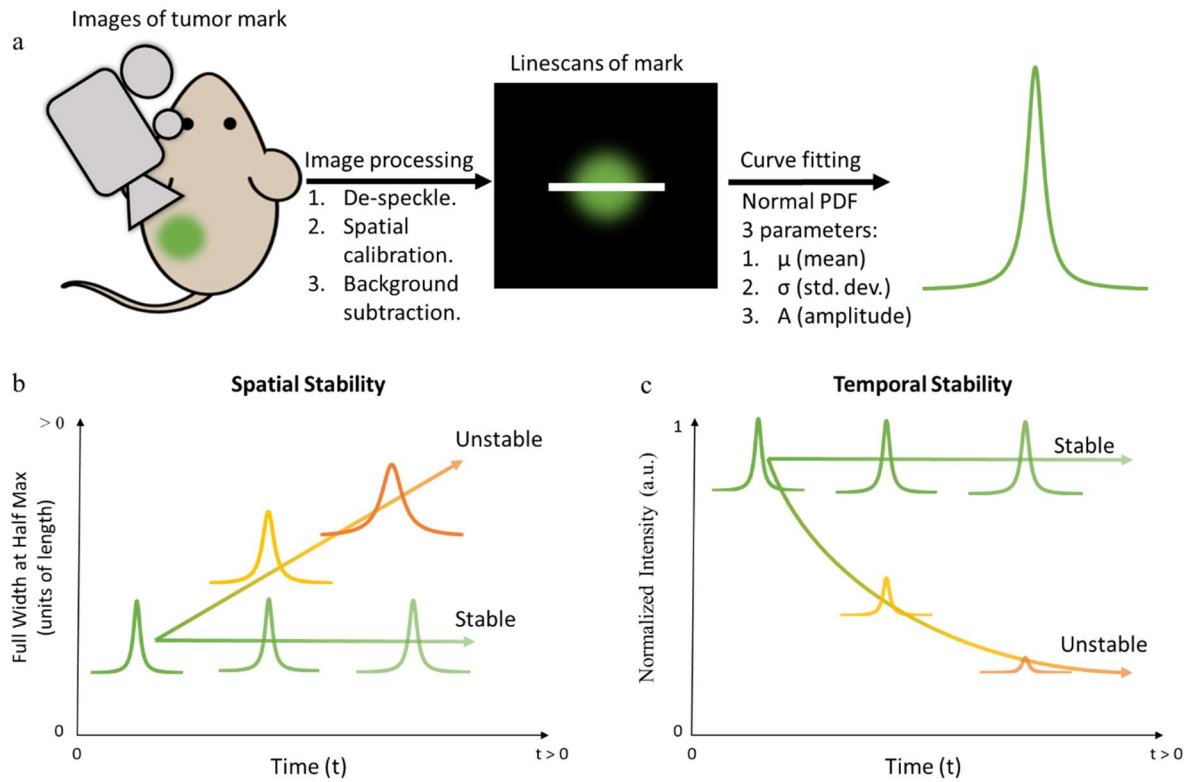 Images of tumor mark
a
Linescans of mark
Image processing
1. De-speckle.
2. Spatial
calibration.
3. Background
subtraction.
Curve fitting
Normal PDF
3 parameters:
1. μ (mean)
2. σ (std. dev.)
3. A (amplitude)
b
Spatial Stability
> 0
Full Width at Half Max
(units of length)
Unstable
Stable
0
0
t > 0
Time (t)
c
Temporal Stability
1
Normalized Intensity (a.u.)
Stable
Unstable
0
0
t > 0
Time (t)